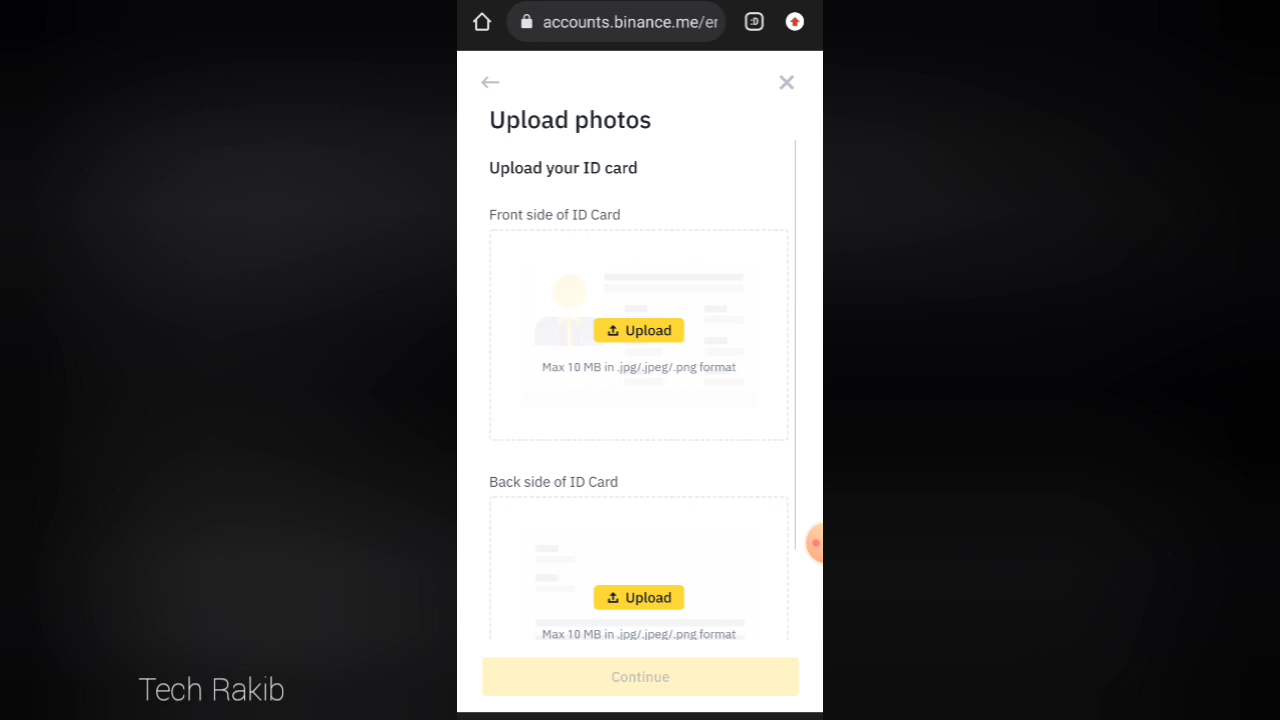 accounts.binance.me/er
:D
Upload photos
Upload your ID card
Front side of ID Card
Upload
Max 10 MB in .jpg/.jpeg/.png format
Back side of ID Card
Upload
Max 10 MB in .jpg/.jpeg/.png format
Continue
Tech Rakib